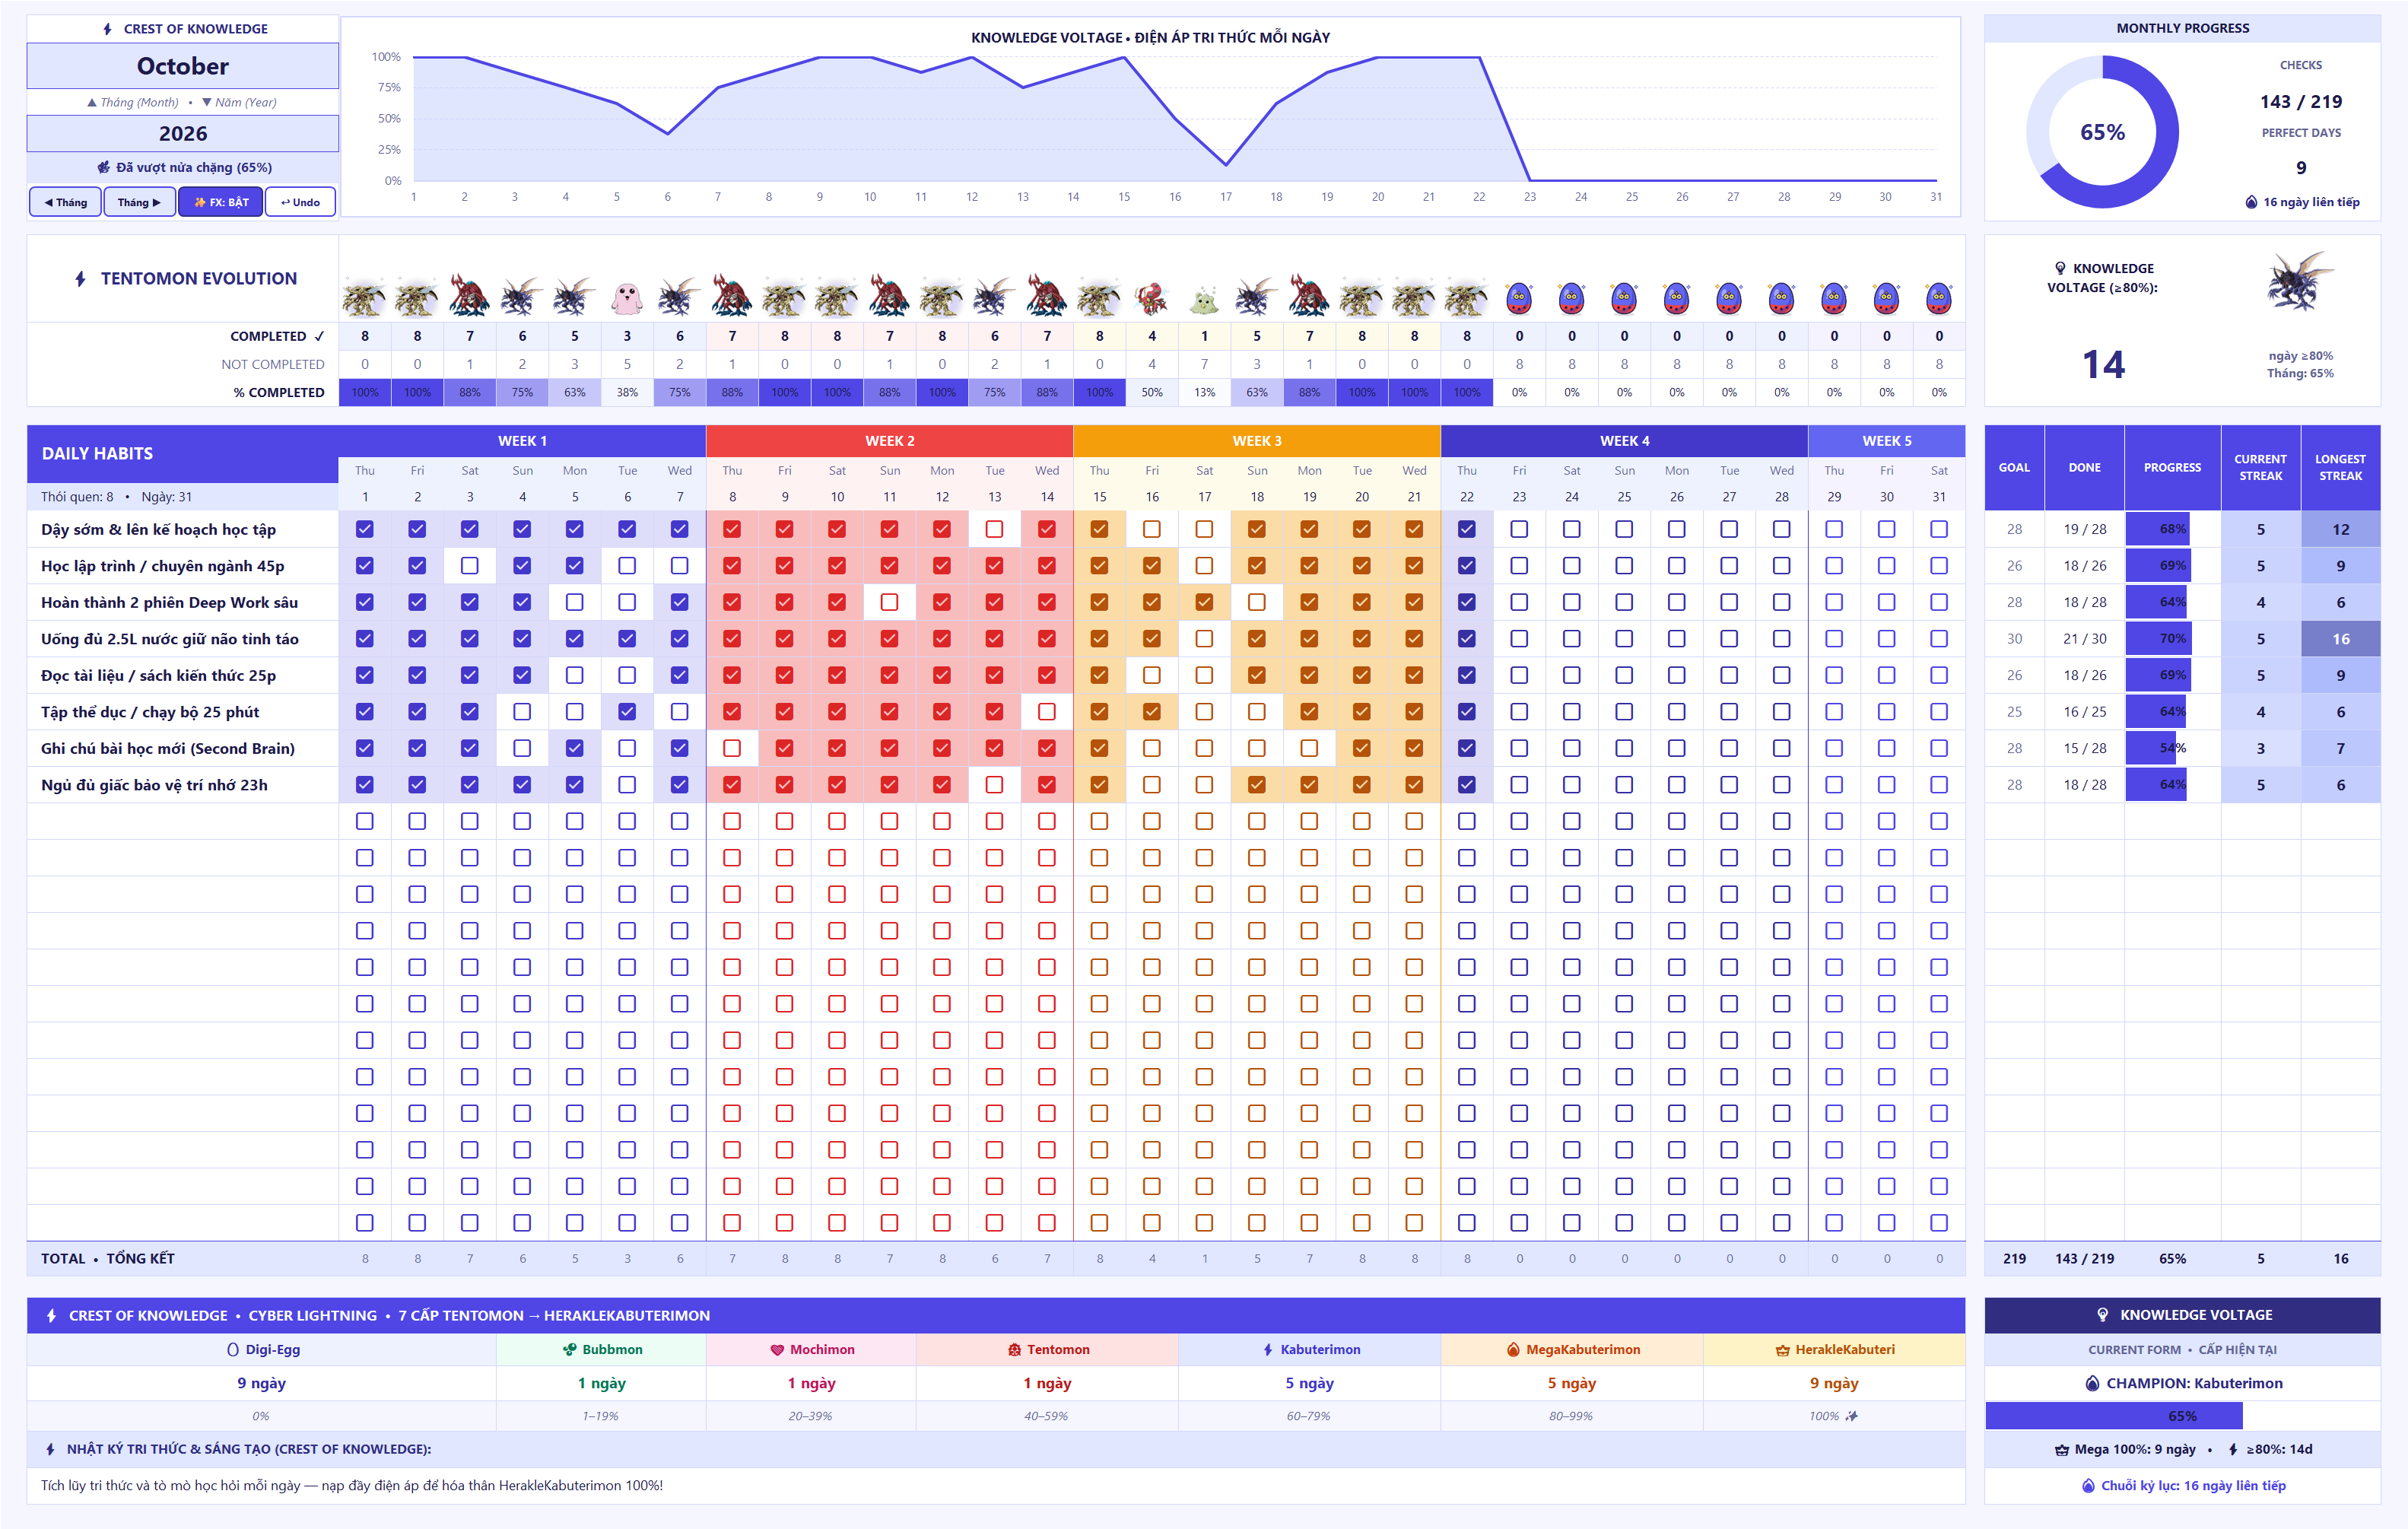 CREST OF KNOWLEDGE
October
▲ Tháng (Month) • ▼ Năm (Year)
2026
Đã vượt nửa chặng (65%)
◀ Tháng Tháng ▶ FX: BẬT ↩ Undo
KNOWLEDGE VOLTAGE • ĐIỆN ÁP TRI THỨC MỖI NGÀY
100%
75%
50%
25%
0%
1 2 3 4 5 6 7 8 9 10 11 12 13 14 15 16 17 18 19 20 21 22 23 24 25 26 27 28 29 30 31
MONTHLY PROGRESS
65%
CHECKS
143 / 219
PERFECT DAYS
9
16 ngày liên tiếp
TENTOMON EVOLUTION
COMPLETED ✓ 8 8 7 6 5 3 6 7 8 8 7 8 6 7 8 4 1 5 7 8 8 8 0 0 0 0 0 0 0 0 0
NOT COMPLETED 0 0 1 2 3 5 2 1 0 0 1 0 2 1 0 4 7 3 1 0 0 0 8 8 8 8 8 8 8 8 8
% COMPLETED 100% 100% 88% 75% 63% 38% 75% 88% 100% 100% 88% 100% 75% 88% 100% 50% 13% 63% 88% 100% 100% 100% 0% 0% 0% 0% 0% 0% 0% 0% 0%
KNOWLEDGE
VOLTAGE (≥80%):
14
ngày ≥80%
Tháng: 65%
DAILY HABITS
WEEK 1 WEEK 2 WEEK 3 WEEK 4 WEEK 5
Thu Fri Sat Sun Mon Tue Wed Thu Fri Sat Sun Mon Tue Wed Thu Fri Sat Sun Mon Tue Wed Thu Fri Sat Sun Mon Tue Wed Thu Fri Sat
Thói quen: 8 • Ngày: 31 1 2 3 4 5 6 7 8 9 10 11 12 13 14 15 16 17 18 19 20 21 22 23 24 25 26 27 28 29 30 31
GOAL DONE PROGRESS CURRENT STREAK LONGEST STREAK
Dậy sớm & lên kế hoạch học tập 28 19 / 28 68% 5 12
Học lập trình / chuyên ngành 45p 26 18 / 26 69% 5 9
Hoàn thành 2 phiên Deep Work sâu 28 18 / 28 64% 4 6
Uống đủ 2.5L nước giữ não tỉnh táo 30 21 / 30 70% 5 16
Đọc tài liệu / sách kiến thức 25p 26 18 / 26 69% 5 9
Tập thể dục / chạy bộ 25 phút 25 16 / 25 64% 4 6
Ghi chú bài học mới (Second Brain) 28 15 / 28 54% 3 7
Ngủ đủ giấc bảo vệ trí nhớ 23h 28 18 / 28 64% 5 6
TOTAL • TỔNG KẾT 8 8 7 6 5 3 6 7 8 8 7 8 6 7 8 4 1 5 7 8 8 8 0 0 0 0 0 0 0 0 0
219 143 / 219 65% 5 16
CREST OF KNOWLEDGE • CYBER LIGHTNING • 7 CẤP TENTOMON → HERAKLEKABUTERIMON
Digi-Egg Bubbmon Mochimon Tentomon Kabuterimon MegaKabuterimon HerakleKabuteri
9 ngày 1 ngày 1 ngày 1 ngày 5 ngày 5 ngày 9 ngày
0% 1–19% 20–39% 40–59% 60–79% 80–99% 100%
NHẬT KÝ TRI THỨC & SÁNG TẠO (CREST OF KNOWLEDGE):
Tích lũy tri thức và tò mò học hỏi mỗi ngày — nạp đầy điện áp để hóa thân HerakleKabuterimon 100%!
KNOWLEDGE VOLTAGE
CURRENT FORM • CẤP HIỆN TẠI
CHAMPION: Kabuterimon
65%
Mega 100%: 9 ngày • ≥80%: 14d
Chuỗi kỷ lục: 16 ngày liên tiếp